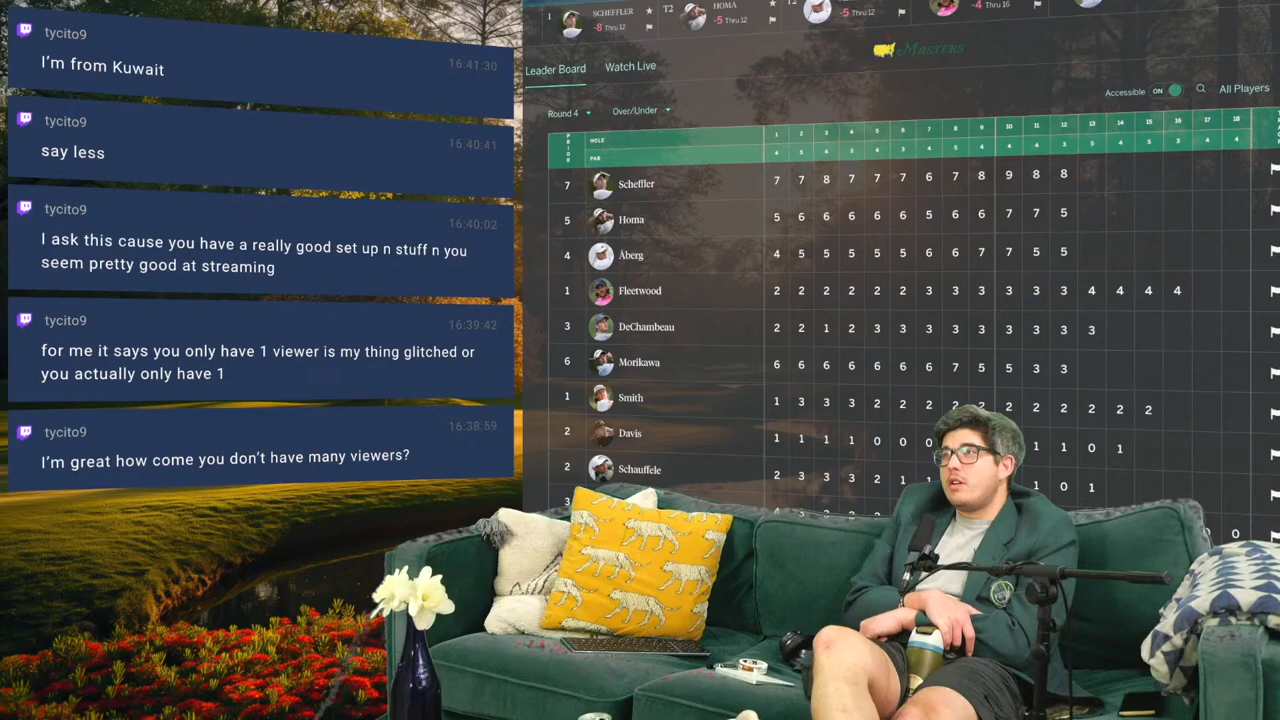 tycito9
16:41:30
I'm from Kuwait
tycito9
16:40:41
say less
tycito9
16:40:02
I ask this cause you have a really good set up n stuff n you
seem pretty good at streaming
tycito9
16:39:42
for me it says you only have 1 viewer is my thing glitched or
you actually only have 1
tycito9
16:38:59
I'm great how come you don't have many viewers?
1 SCHEFFLER
-8 Thru 12
T2 HOMA
-5 Thru 12
T2
-5 Thru 12
-4 Thru 16
Masters
Leader Board Watch Live
Accessible ON All Players
Round 4 Over/Under
PRIOR HOLE 1 2 3 4 5 6 7 8 9 10 11 12 13 14 15 16 17 18
PAR 4 5 4 3 4 3 4 5 4 4 4 3 5 4 5 3 4 4
7 Scheffler 7 7 8 7 7 7 6 7 8 9 8 8
5 Homa 5 6 6 6 6 6 5 6 6 7 7 5
4 Åberg 4 5 5 5 5 5 6 6 7 7 5 5
1 Fleetwood 2 2 2 2 2 2 3 3 3 3 3 3 4 4 4 4
3 DeChambeau 2 2 1 2 3 3 3 3 3 3 3 3 3
6 Morikawa 6 6 6 6 6 6 6 7 5 5 3 3
1 Smith 1 3 3 3 2 2 2 2 2 2 2 2 2 2 2
2 Davis 1 1 1 1 0 0 0 1 1 0 1
2 Schauffele 2 3 3 3 2 1 1 1 0 1
3
0